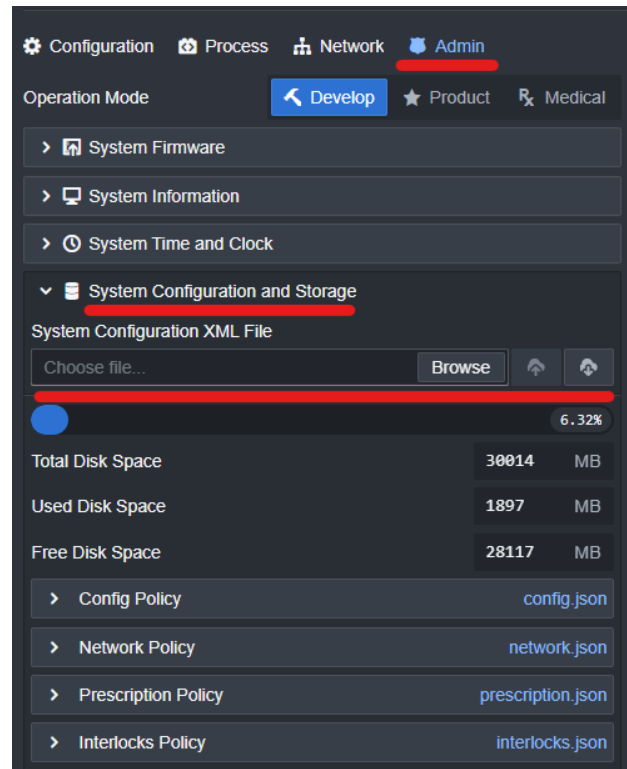 Configuration Process Network Admin
Operation Mode Develop Product Rx Medical
System Firmware
System Information
System Time and Clock
System Configuration and Storage
System Configuration XML File
Choose file... Browse
6.32%
Total Disk Space 30014 MB
Used Disk Space 1897 MB
Free Disk Space 28117 MB
Config Policy config.json
Network Policy network.json
Prescription Policy prescription.json
Interlocks Policy interlocks.json